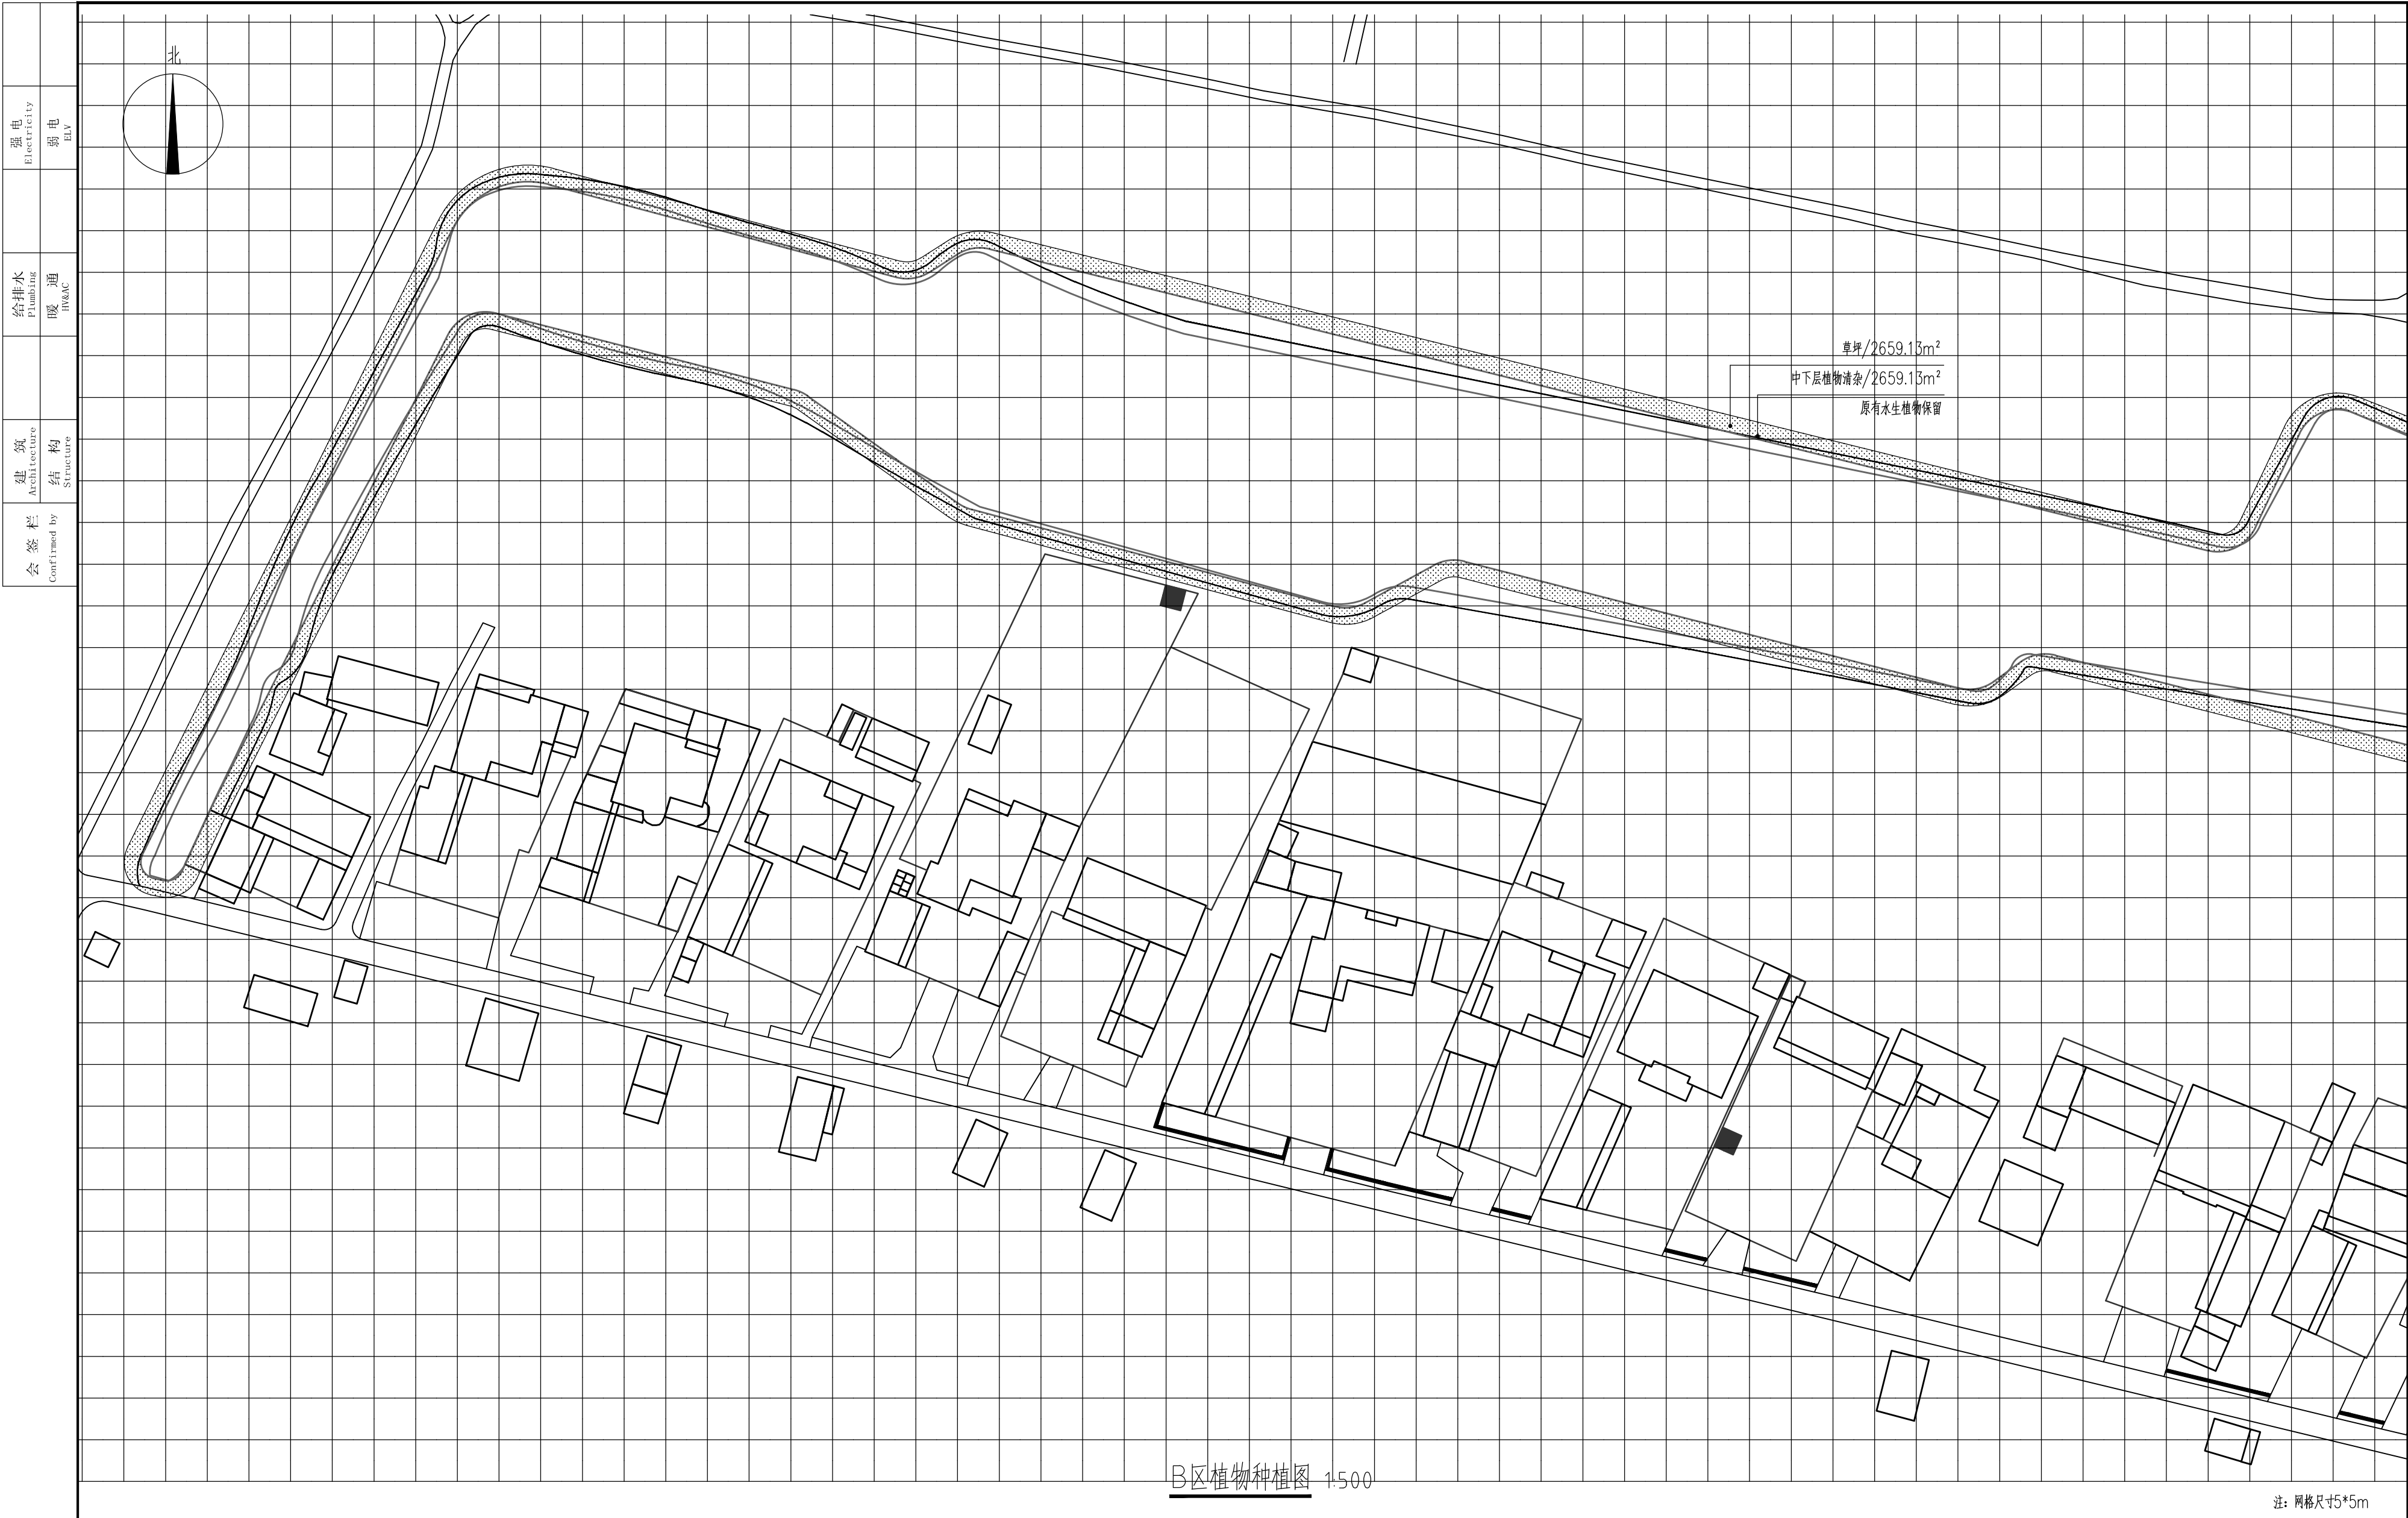 北
强 电
Electricity
弱 电
ELV
给排水
Plumbing
暖 通
HV&AC
建 筑
Architecture
结 构
Structure
会 签 栏
Confirmed by
草坪/2659.13m²
中下层植物清杂/2659.13m²
原有水生植物保留
B区植物种植图 1:500
注: 网格尺寸5*5m